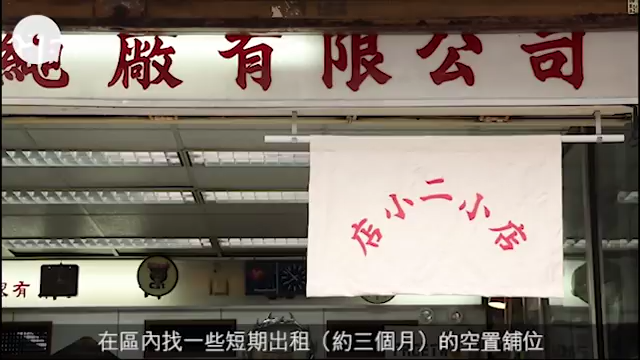 繩廠有限公司
店小二小店
在區內找一些短期出租（約三個月）的空置舖位